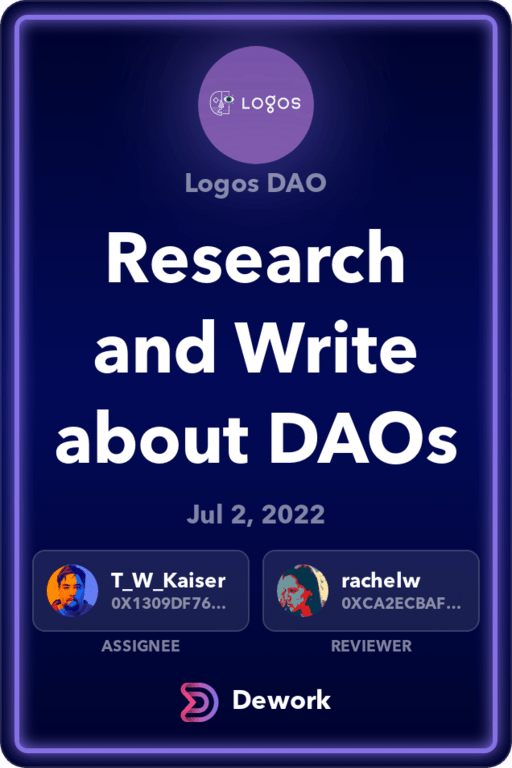 LOGOS
Logos DAO
Research
and Write
about DAOs
Jul 2, 2022
T_W_Kaiser
0X1309DF76...
ASSIGNEE
rachelw
0XCA2ECBAF...
REVIEWER
Dework